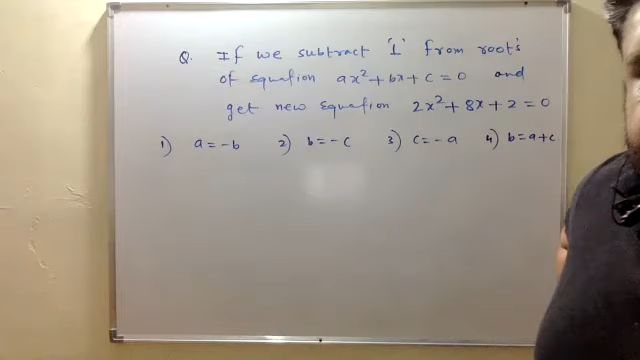 Q. If we subtract '1' from root's
of equation ax²+bx+c=0 and
get new equation 2x²+8x+2=0
1) a=-b 2) b=-c 3) c=-a 4) b=a+c